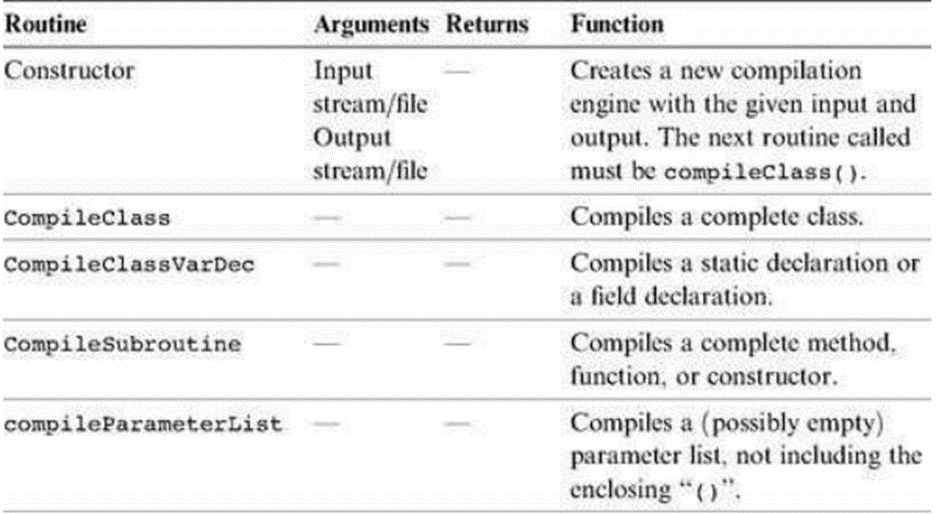 Routine Arguments Returns Function
Constructor Input — Creates a new compilation
stream/file engine with the given input and
Output output. The next routine called
stream/file must be compileClass().
CompileClass — — Compiles a complete class.
CompileClassVarDec — — Compiles a static declaration or
a field declaration.
CompileSubroutine — — Compiles a complete method,
function, or constructor.
compileParameterList — — Compiles a (possibly empty)
parameter list, not including the
enclosing “()”.